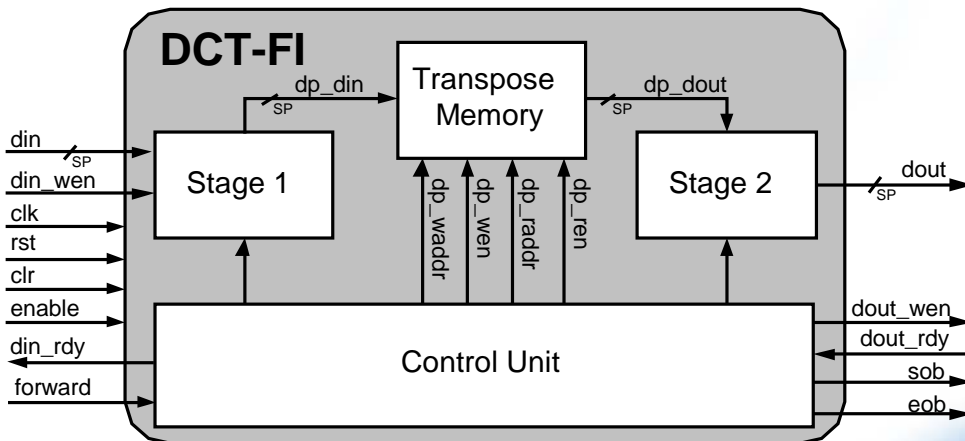 DCT-FI
dp_din
SP
Transpose
Memory
dp_dout
SP
din
SP
din_wen
clk
rst
clr
enable
din_rdy
forward
Stage 1
Stage 2
dp_waddr
dp_wen
dp_raddr
dp_ren
dout
SP
Control Unit
dout_wen
dout_rdy
sob
eob